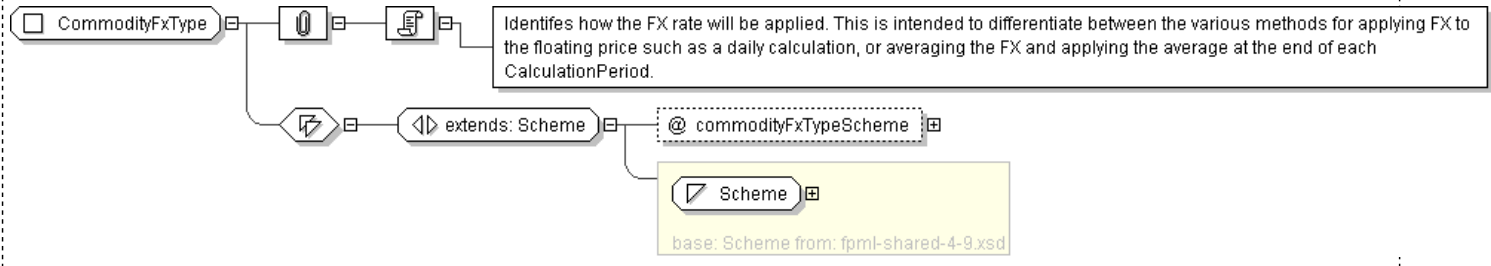 CommodityFxType
Identifes how the FX rate will be applied. This is intended to differentiate between the various methods for applying FX to
the floating price such as a daily calculation, or averaging the FX and applying the average at the end of each
CalculationPeriod.
extends: Scheme
@ commodityFxTypeScheme
Scheme
base: Scheme from: fpml-shared-4-9.xsd